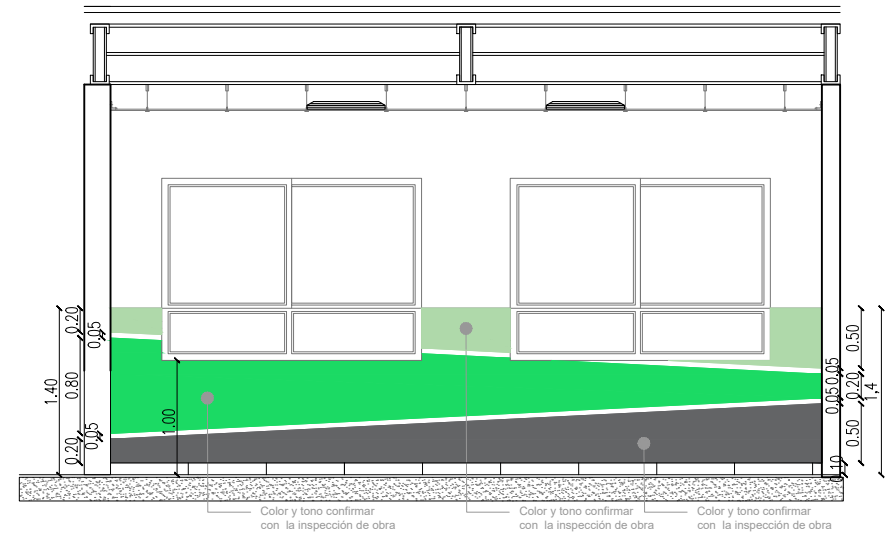 0.20
0.05
0.80
1.40
0.05
0.20
1.00
0.50
0.05
0.20
0.05
1,4
0.50
0.10
Color y tono confirmar
con la inspección de obra
Color y tono confirmar
con la inspección de obra
Color y tono confirmar
con la inspección de obra